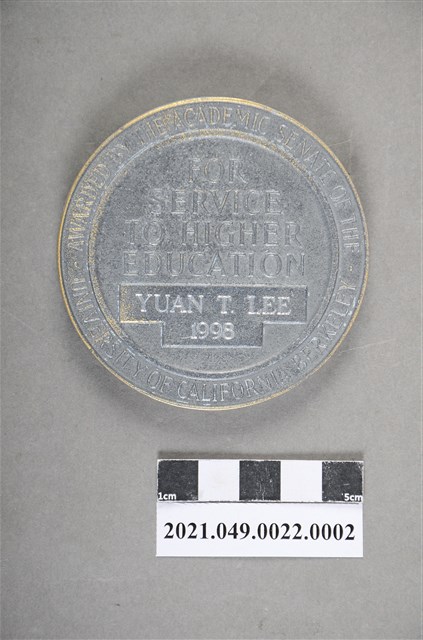 AWARDED BY THE ACADEMIC SENATE OF THE
UNIVERSITY OF CALIFORNIA BERKELEY
FOR
SERVICE
TO HIGHER
EDUCATION
YUAN T. LEE
1998
1cm
5cm
2021.049.0022.0002